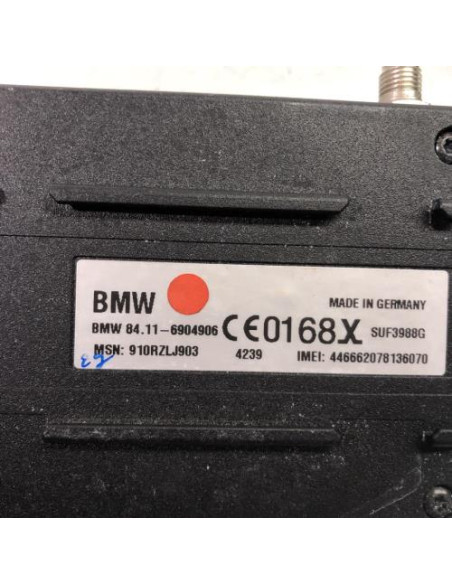 BMW MADE IN GERMANY
BMW 84.11-6904906 CE0168X SUF3988G
MSN: 910RZLJ903 4239 IMEI: 446662078136070